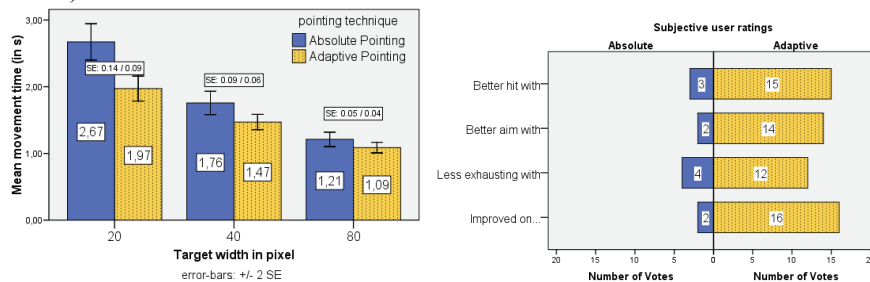 3,00
2,00
1,00
0,00
Mean movement time (in s)
pointing technique
Absolute Pointing
Adaptive Pointing
SE: 0.14 / 0.09
SE: 0.09 / 0.06
SE: 0.05 / 0.04
2,67
1,97
1,76
1,47
1,21
1,09
20
40
80
Target width in pixel
error-bars: +/- 2 SE
Subjective user ratings
Absolute
Adaptive
Better hit with
3
15
Better aim with
2
14
Less exhausting with
4
12
Improved on...
2
16
20 15 10 5 0 5 10 15 20
Number of Votes
Number of Votes